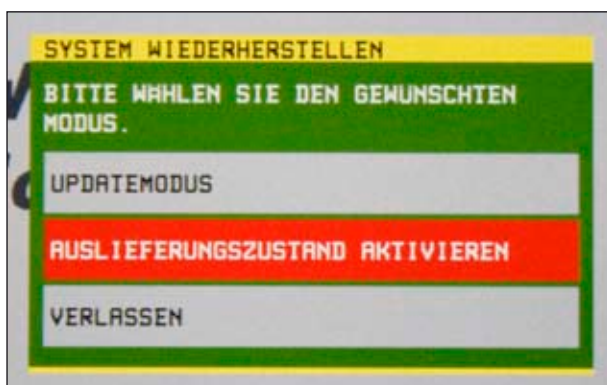 SYSTEM WIEDERHERSTELLEN
BITTE WAHLEN SIE DEN GEWUNSCHTEN
MODUS.
UPDATEMODUS
AUSLIEFERUNGSZUSTAND AKTIVIEREN
VERLASSEN